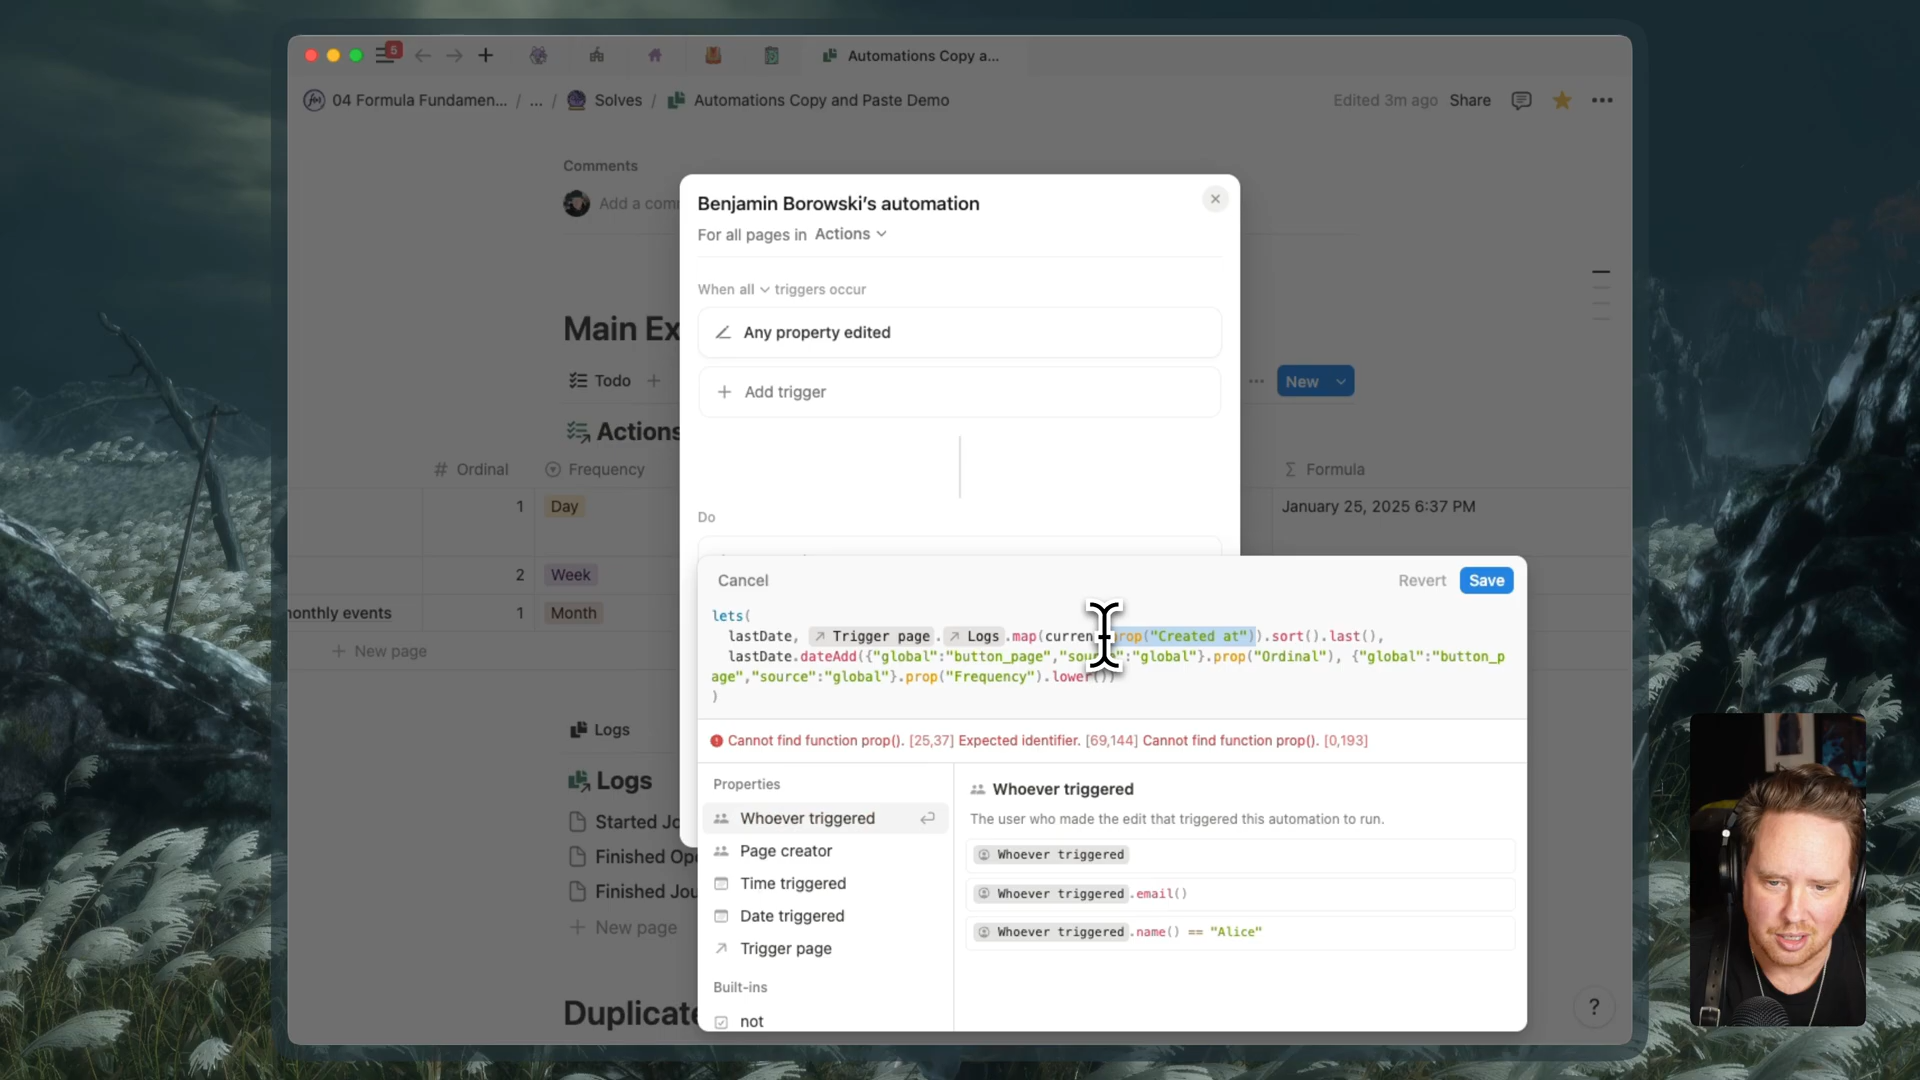 5
Automations Copy a...
04 Formula Fundamen... / ... / Solves / Automations Copy and Paste Demo
Edited 3m ago Share
Comments
Add a com
Benjamin Borowski's automation
For all pages in Actions
When all triggers occur
Any property edited
Add trigger
Main Ex
Todo
New
Actions
# Ordinal Frequency
Σ Formula
1 Day
January 25, 2025 6:37 PM
2 Week
monthly events 1 Month
New page
Do
Cancel
Revert Save
lets(
lastDate, Trigger page.Logs.map(curren rop("Created at")).sort().last(),
lastDate.dateAdd({"global":"button_page","sou ":"global"}.prop("Ordinal"), {"global":"button_p
age","source":"global"}.prop("Frequency").lower())
)
Cannot find function prop(). [25,37] Expected identifier. [69,144] Cannot find function prop(). [0,193]
Logs
Logs
Started Jo
Finished Op
Finished Jou
New page
Duplicate
Properties
Whoever triggered
Page creator
Time triggered
Date triggered
Trigger page
Built-ins
not
Whoever triggered
The user who made the edit that triggered this automation to run.
Whoever triggered
Whoever triggered.email()
Whoever triggered.name() == "Alice"
?